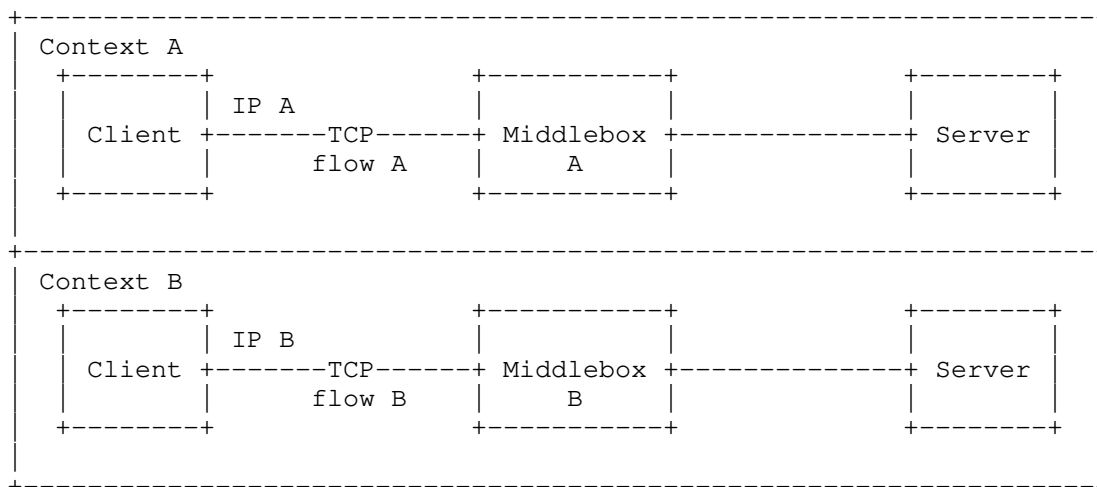 Context A
IP A
Client TCP Middlebox Server
flow A A
Context B
IP B
Client TCP Middlebox Server
flow B B